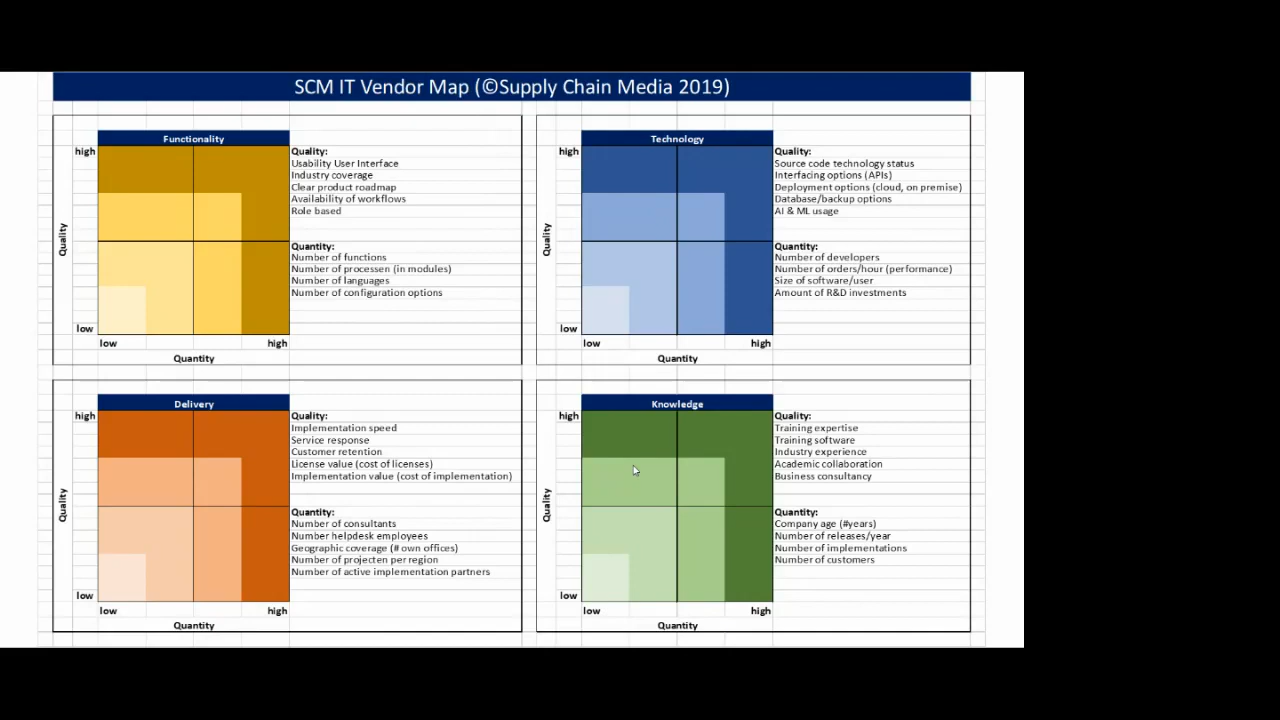 SCM IT Vendor Map (©Supply Chain Media 2019)
Functionality
high
Quality
low
low
high
Quantity
Quality:
Usability User Interface
Industry coverage
Clear product roadmap
Availability of workflows
Role based
Quantity:
Number of functions
Number of processen (in modules)
Number of languages
Number of configuration options
Technology
high
Quality
low
low
high
Quantity
Quality:
Source code technology status
Interfacing options (APIs)
Deployment options (cloud, on premise)
Database/backup options
AI & ML usage
Quantity:
Number of developers
Number of orders/hour (performance)
Size of software/user
Amount of R&D investments
Delivery
high
Quality
low
low
high
Quantity
Quality:
Implementation speed
Service response
Customer retention
License value (cost of licenses)
Implementation value (cost of implementation)
Quantity:
Number of consultants
Number helpdesk employees
Geographic coverage (# own offices)
Number of projecten per region
Number of active implementation partners
Knowledge
high
Quality
low
low
high
Quantity
Quality:
Training expertise
Training software
Industry experience
Academic collaboration
Business consultancy
Quantity:
Company age (#years)
Number of releases/year
Number of implementations
Number of customers